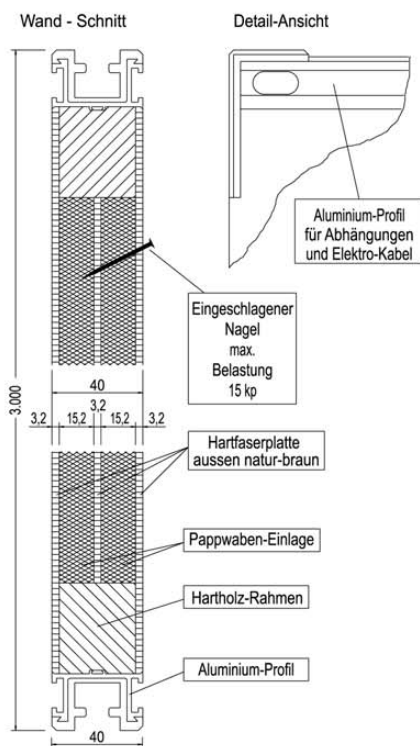 Wand - Schnitt
Detail-Ansicht
Aluminium-Profil
für Abhängungen
und Elektro-Kabel
Eingeschlagener
Nagel
max.
Belastung
15 kp
3.000
40
3,2
3,2 15,2 15,2 3,2
Hartfaserplatte
aussen natur-braun
Pappwaben-Einlage
Hartholz-Rahmen
Aluminium-Profil
40